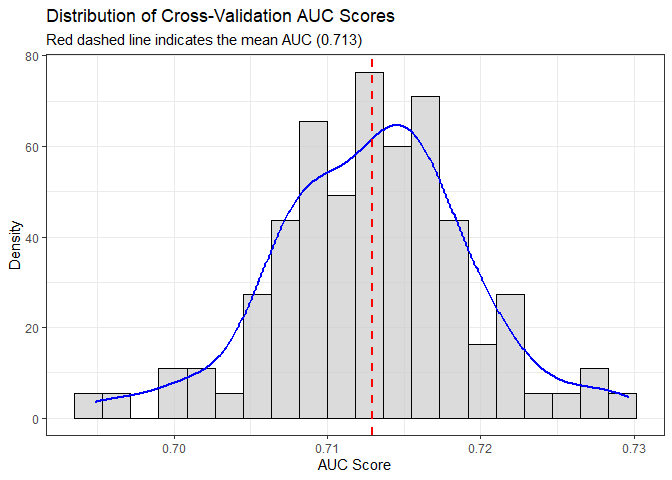 Distribution of Cross-Validation AUC Scores
Red dashed line indicates the mean AUC (0.713)
80
60
40
20
0
Density
0.70
0.71
0.72
0.73
AUC Score